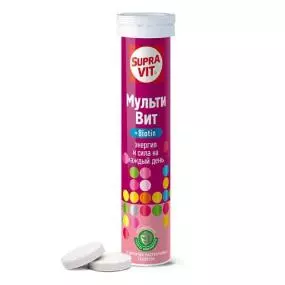 SUPRA
VIT®
Мульти
Вит
+Biotin
энергия
и сила на
каждый день